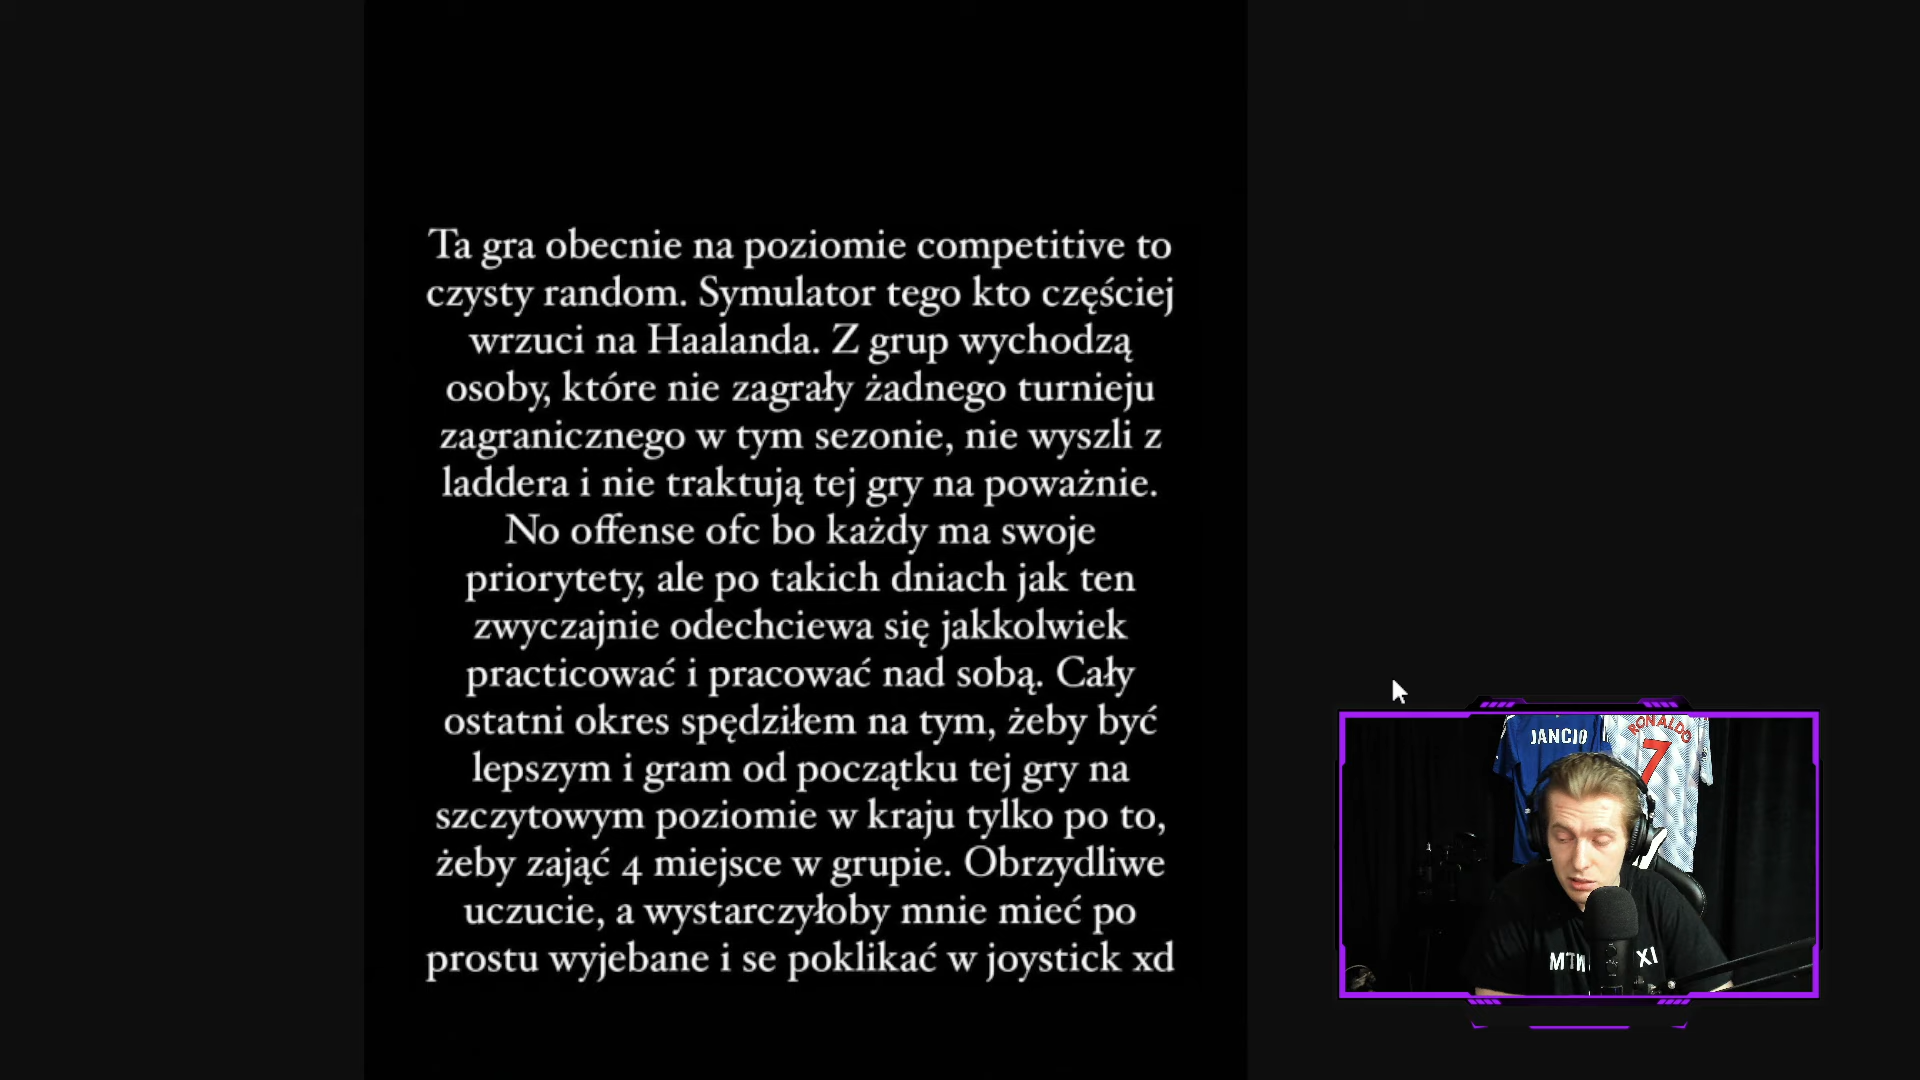 Ta gra obecnie na poziomie competitive to
czysty random. Symulator tego kto częściej
wrzuci na Haalanda. Z grup wychodzą
osoby, które nie zagrały żadnego turnieju
zagranicznego w tym sezonie, nie wyszli z
laddera i nie traktują tej gry na poważnie.
No offense ofc bo każdy ma swoje
priorytety, ale po takich dniach jak ten
zwyczajnie odechciewa się jakkolwiek
practicować i pracować nad sobą. Cały
ostatni okres spędziłem na tym, żeby być
lepszym i gram od początku tej gry na
szczytowym poziomie w kraju tylko po to,
żeby zająć 4 miejsce w grupie. Obrzydliwe
uczucie, a wystarczyłoby mnie mieć po
prostu wyjebane i se poklikać w joystick xd
JANCIO
RONALDO
7
XI